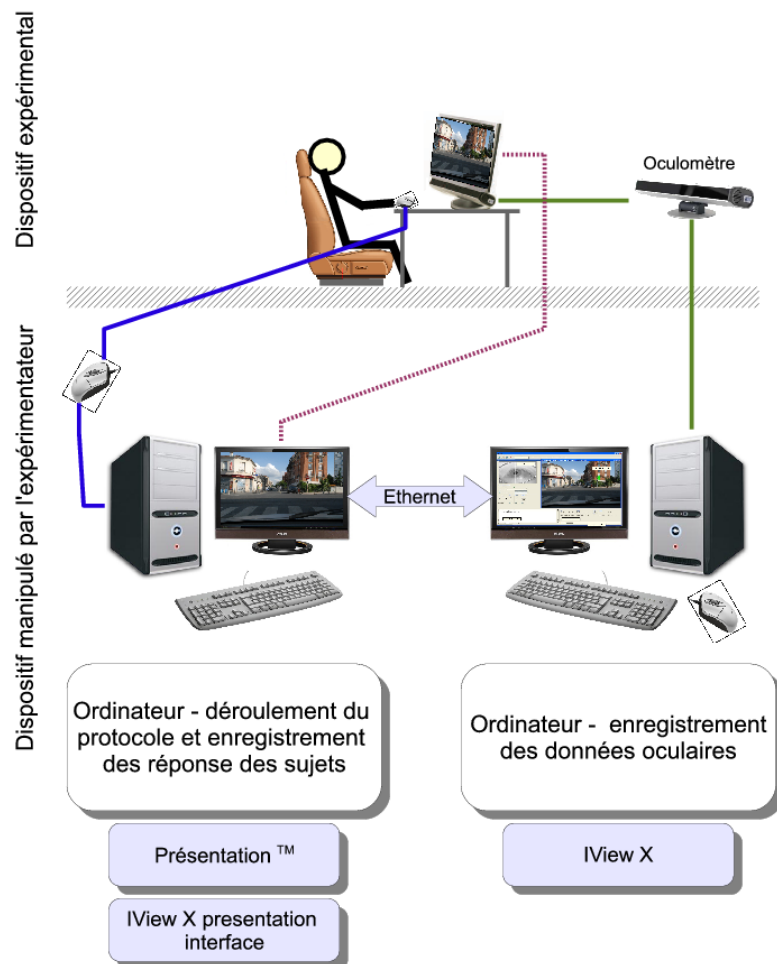 Dispositif expérimental
Oculomètre
Dispositif manipulé par l'expérimentateur
Ethernet
Ordinateur - déroulement du
protocole et enregistrement
des réponse des sujets
Ordinateur - enregistrement
des données oculaires
Présentation ™
IView X
IView X presentation
interface